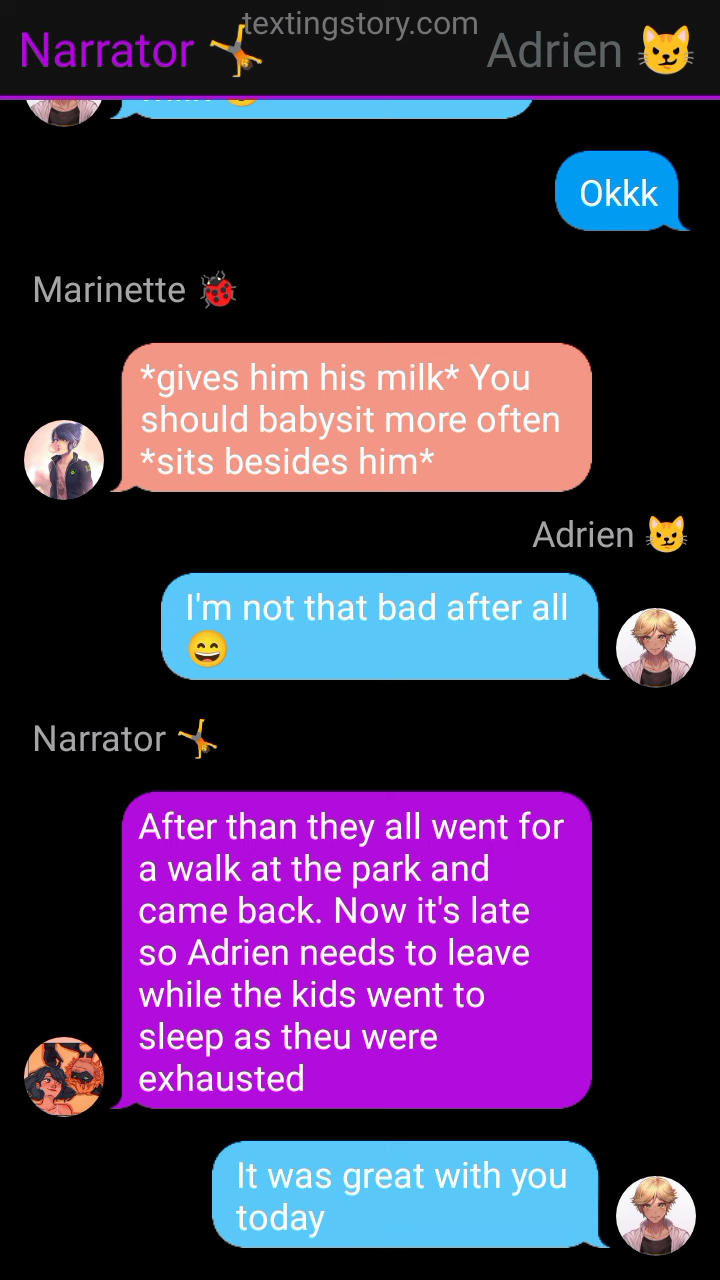 textingstory.com
Narrator 🤸
Adrien 😼
Okkk
Marinette 🐞
*gives him his milk* You
should babysit more often
*sits besides him*
Adrien 😼
I'm not that bad after all
😄
Narrator 🤸
After than they all went for
a walk at the park and
came back. Now it's late
so Adrien needs to leave
while the kids went to
sleep as theu were
exhausted
It was great with you
today